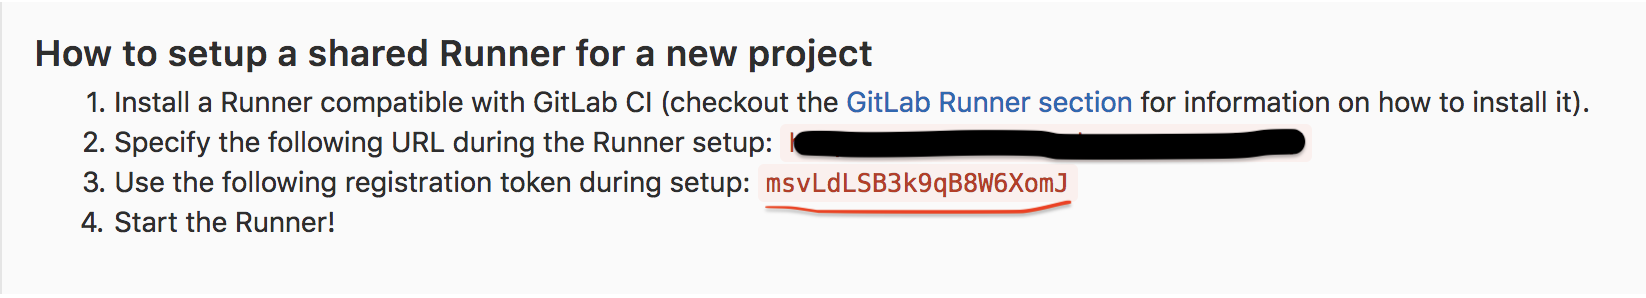 How to setup a shared Runner for a new project
1. Install a Runner compatible with GitLab CI (checkout the GitLab Runner section for information on how to install it).
2. Specify the following URL during the Runner setup:
3. Use the following registration token during setup: msvLdLSB3k9qB8W6XomJ
4. Start the Runner!